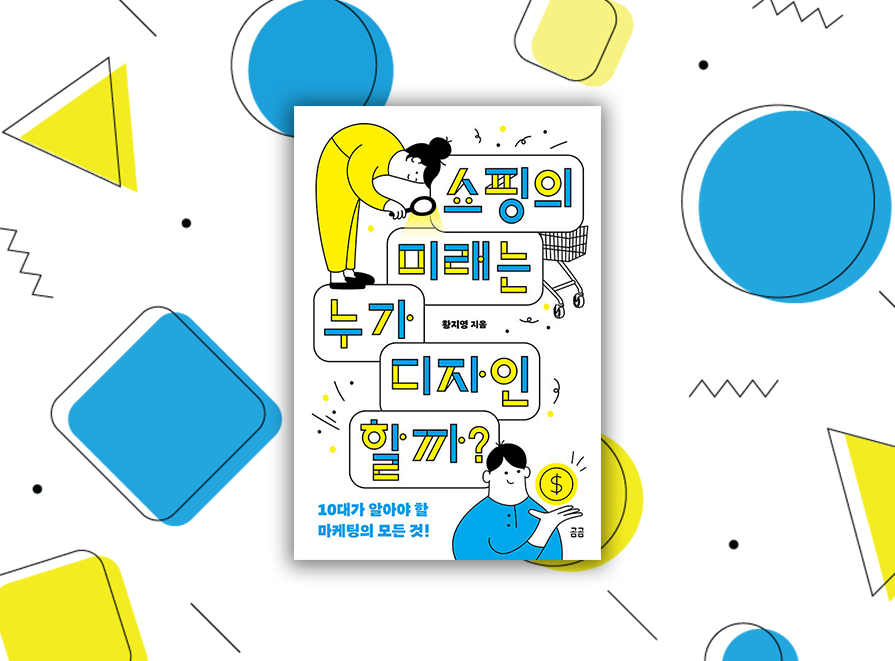 쇼핑의
미래는
누가
황지영 지음
디자인
할까?
$
10대가 알아야 할
마케팅의 모든 것!
곰곰